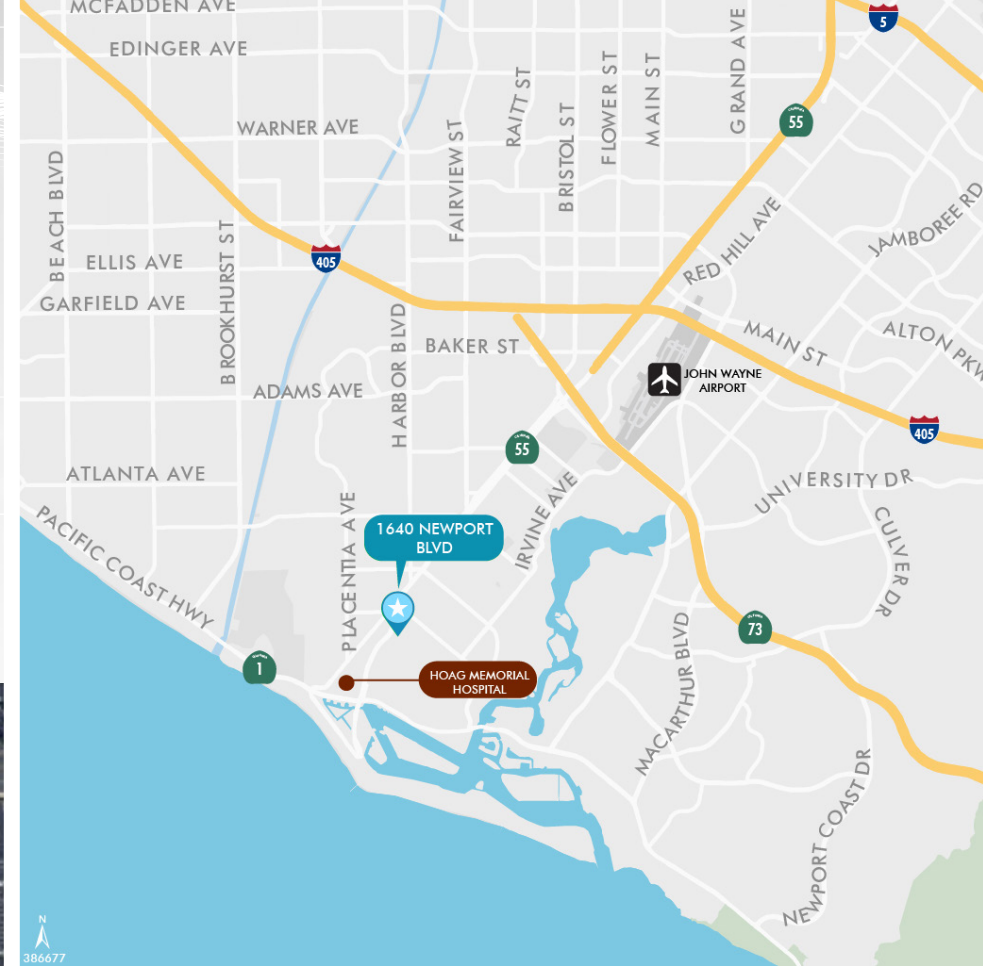 MCFADDEN AVE
5
EDINGER AVE
GRAND AVE
FLOWER ST
MAIN ST
RAITT ST
BRISTOL ST
55
WARNER AVE
FAIRVIEW ST
BEACH BLVD
BROOKHURST ST
RED HILL AVE
JAMBOREE RD
ELLIS AVE
405
GARFIELD AVE
HARBOR BLVD
BAKER ST
MAIN ST
ALTON PKW
JOHN WAYNE
AIRPORT
ADAMS AVE
405
55
ATLANTA AVE
UNIVERSITY DR
IRVINE AVE
CULVER DR
PACIFIC COAST HWY
PLACENTIA AVE
1640 NEWPORT
BLVD
73
MACARTHUR BLVD
1
HOAG MEMORIAL
HOSPITAL
NEWPORT COAST DR
N
386677